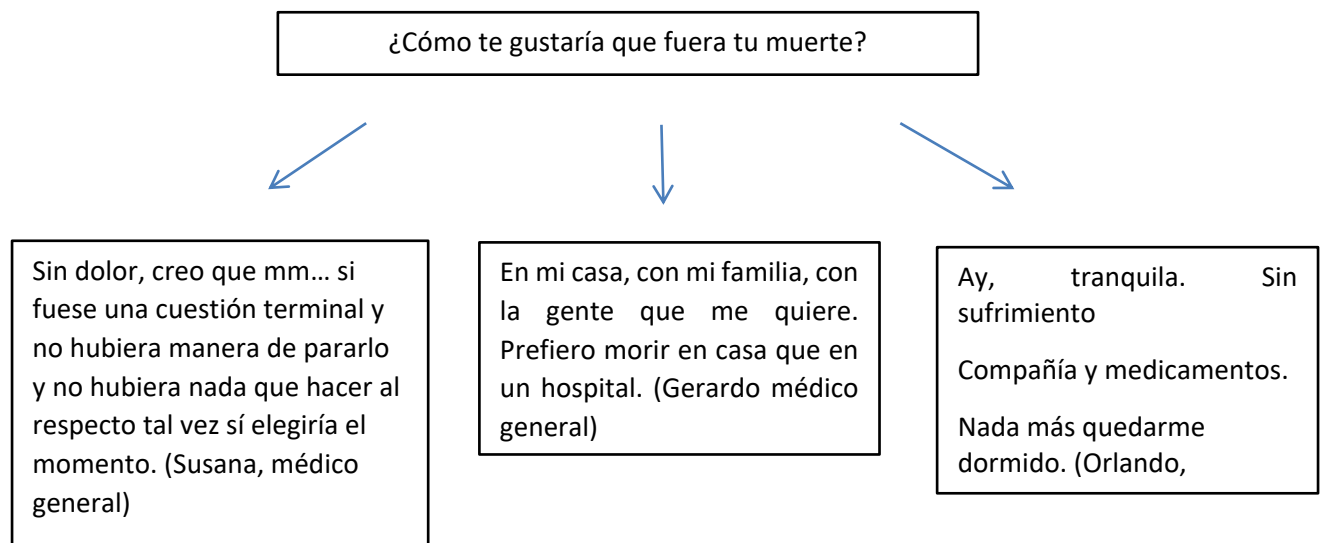 ¿Cómo te gustaría que fuera tu muerte?
Sin dolor, creo que mm… si
fuese una cuestión terminal y
no hubiera manera de pararlo
y no hubiera nada que hacer al
respecto tal vez sí elegiría el
momento. (Susana, médico
general)
En mi casa, con mi familia, con
la gente que me quiere.
Prefiero morir en casa que en
un hospital. (Gerardo médico
general)
Ay, tranquila. Sin
sufrimiento
Compañía y medicamentos.
Nada más quedarme
dormido. (Orlando,